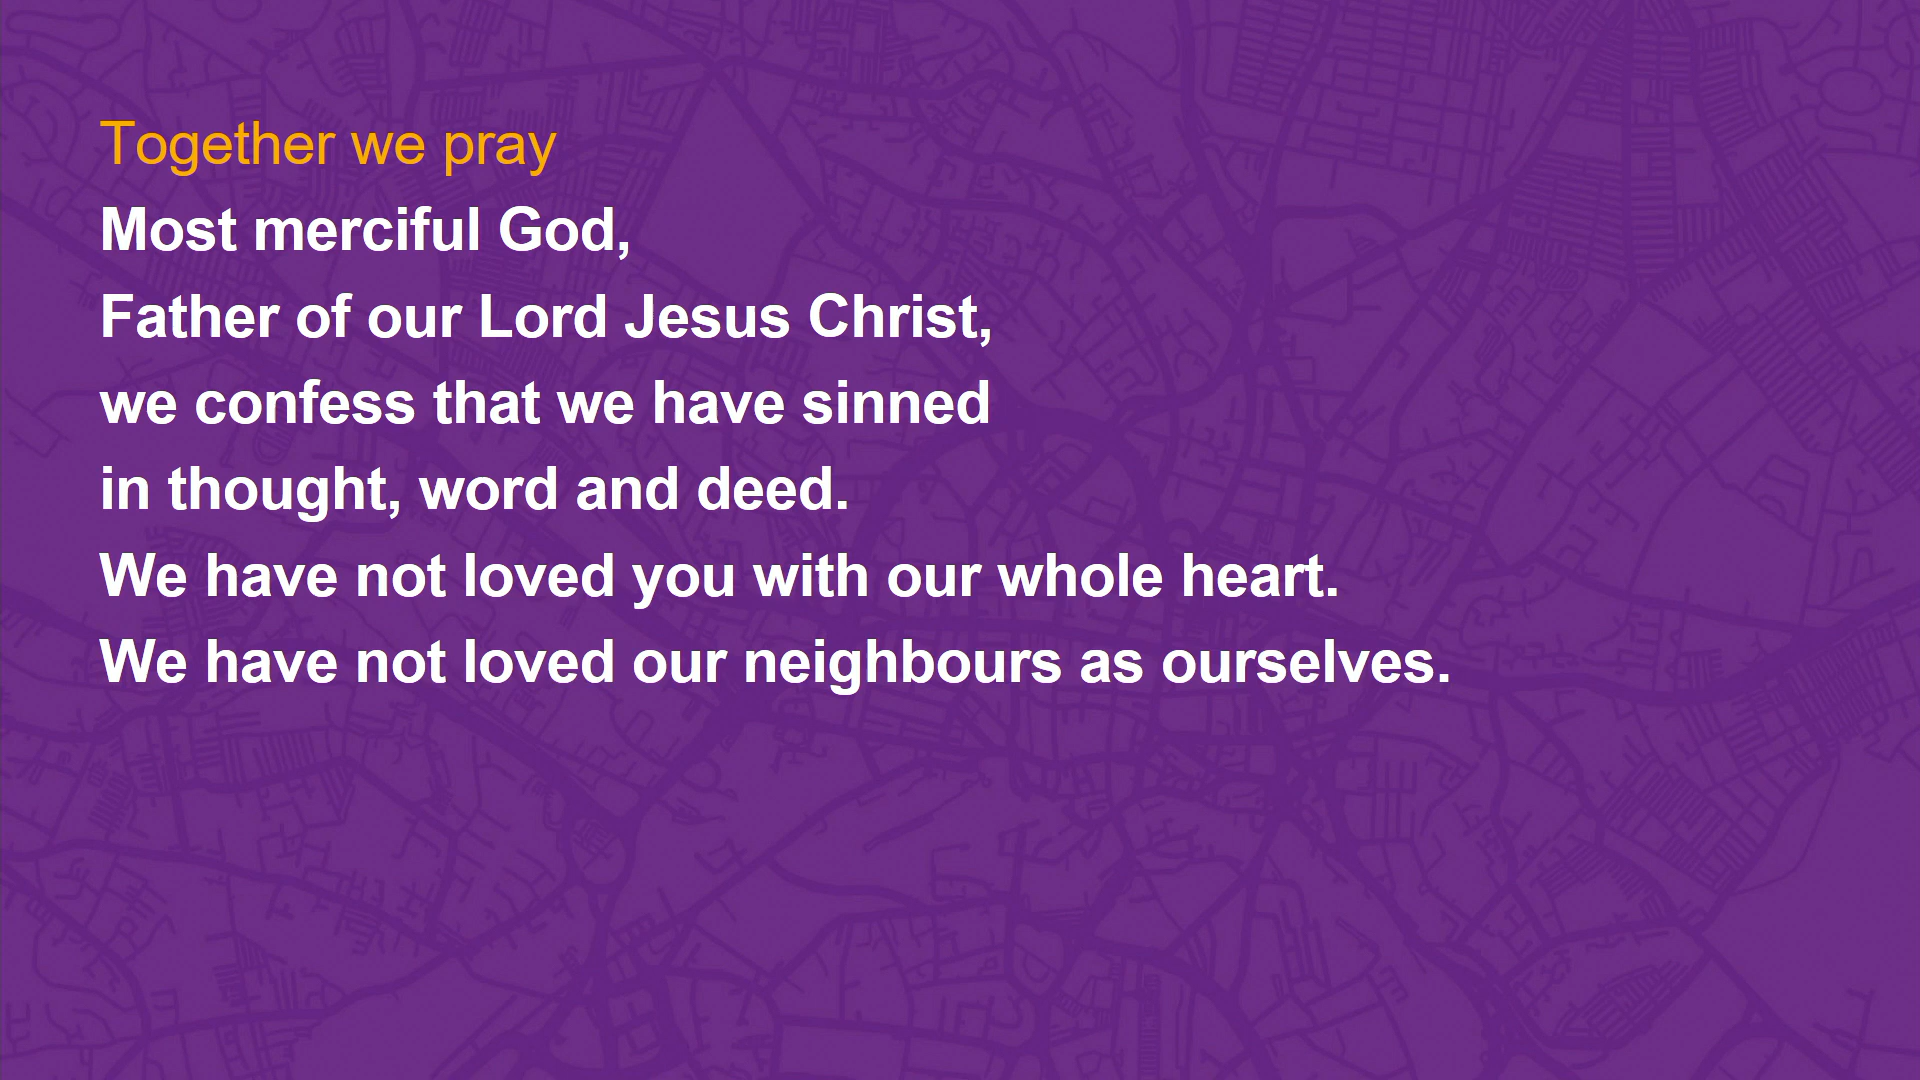 Together we pray
Most merciful God,
Father of our Lord Jesus Christ,
we confess that we have sinned
in thought, word and deed.
We have not loved you with our whole heart.
We have not loved our neighbours as ourselves.